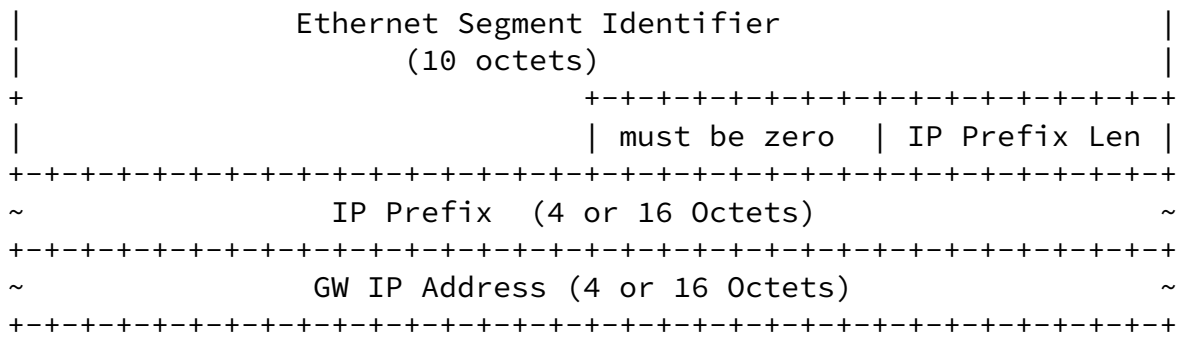 |               Ethernet Segment Identifier                     |
|                     (10 octets)                               |
+                               +-+-+-+-+-+-+-+-+-+-+-+-+-+-+-+-+
|                               | must be zero  | IP Prefix Len |
+-+-+-+-+-+-+-+-+-+-+-+-+-+-+-+-+-+-+-+-+-+-+-+-+-+-+-+-+-+-+-+-+
~                 IP Prefix  (4 or 16 Octets)                   ~
+-+-+-+-+-+-+-+-+-+-+-+-+-+-+-+-+-+-+-+-+-+-+-+-+-+-+-+-+-+-+-+-+
~                GW IP Address (4 or 16 Octets)                 ~
+-+-+-+-+-+-+-+-+-+-+-+-+-+-+-+-+-+-+-+-+-+-+-+-+-+-+-+-+-+-+-+-+